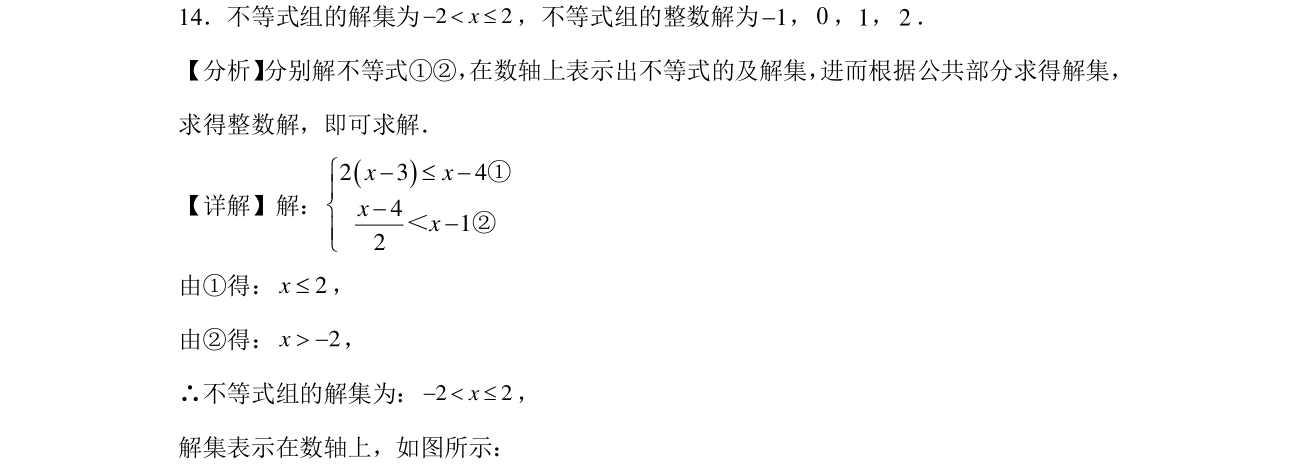 14．不等式组的解集为 −2 < x ≤ 2，不等式组的整数解为 −1，0，1，2．
【分析】分别解不等式①②，在数轴上表示出不等式的及解集，进而根据公共部分求得解集，
求得整数解，即可求解．
【详解】解：{ 2(x−3) ≤ x−4①
(x−4)/2 < x−1②
由①得：x ≤ 2，
由②得：x > −2，
∴不等式组的解集为：−2 < x ≤ 2，
解集表示在数轴上，如图所示：